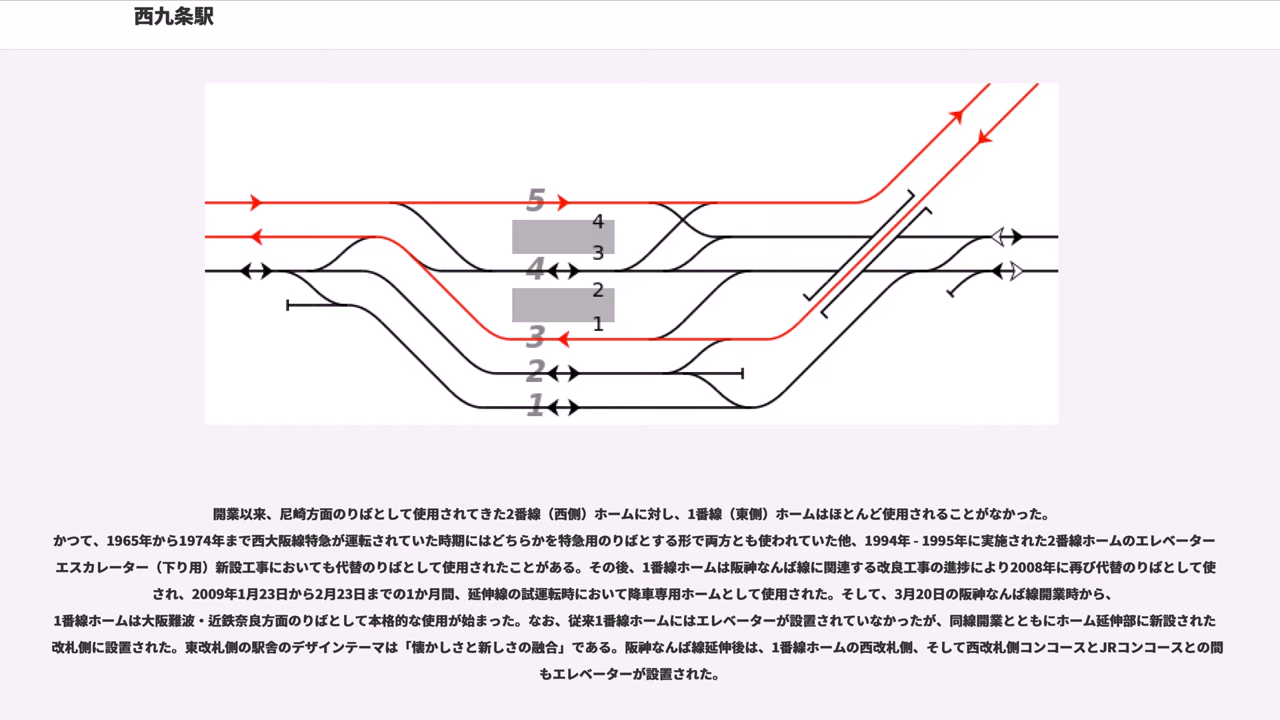 西九条駅
5
4
3
4
2
1
3
2
1
開業以来、尼崎方面のりばとして使用されてきた2番線（西側）ホームに対し、1番線（東側）ホームはほとんど使用されることがなかった。
かつて、1965年から1974年まで西大阪線特急が運転されていた時期にはどちらかを特急用のりばとする形で両方とも使われていた他、1994年 - 1995年に実施された2番線ホームのエレベーター
エスカレーター（下り用）新設工事においても代替のりばとして使用されたことがある。その後、1番線ホームは阪神なんば線に関連する改良工事の進捗により2008年に再び代替のりばとして使
され、2009年1月23日から2月23日までの1か月間、延伸線の試運転時において降車専用ホームとして使用された。そして、3月20日の阪神なんば線開業時から、
1番線ホームは大阪難波・近鉄奈良方面のりばとして本格的な使用が始まった。なお、従来1番線ホームにはエレベーターが設置されていなかったが、同線開業とともにホーム延伸部に新設された
改札側に設置された。東改札側の駅舎のデザインテーマは「懐かしさと新しさの融合」である。阪神なんば線延伸後は、1番線ホームの西改札側、そして西改札側コンコースとJRコンコースとの間
もエレベーターが設置された。